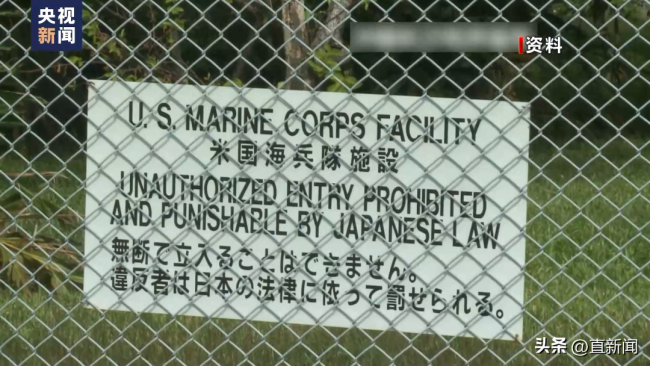 央视
新闻
资料
U. S. MARINE CORPS FACILITY
米国海兵隊施設
UNAUTHORIZED ENTRY PROHIBITED
AND PUNISHABLE BY JAPANESE LAW
無断で立入ることはできません。
違反者は日本の法律に依って罰せられる。
头条 @直新闻